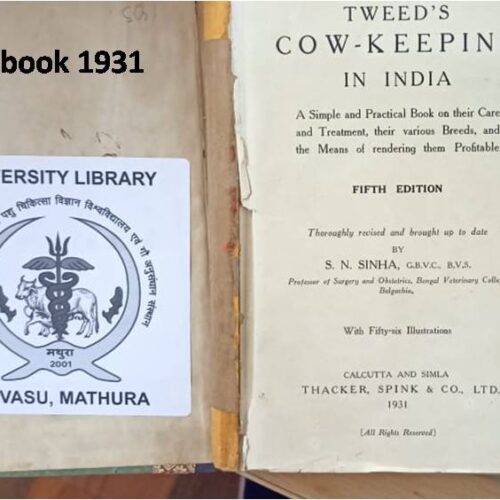 book 1931
ERSITY LIBRARY
पशु चिकित्सा विज्ञान विश्वविद्यालय एवं गौ अनुसंधान संस्थान
मथुरा
2001
VASU, MATHURA
TWEED'S
COW-KEEPIN
IN INDIA
A Simple and Practical Book on their Care
and Treatment, their various Breeds, and
the Means of rendering them Profitable
FIFTH EDITION
Thoroughly revised and brought up to date
BY
S. N. SINHA, G.B.V.C., B.V.S.
Professor of Surgery and Obstetrics, Bengal Veterinary Colle
Belgachia.
With Fifty-six Illustrations
CALCUTTA AND SIMLA
THACKER, SPINK & CO., LTD.
1931
[All Rights Reserved]